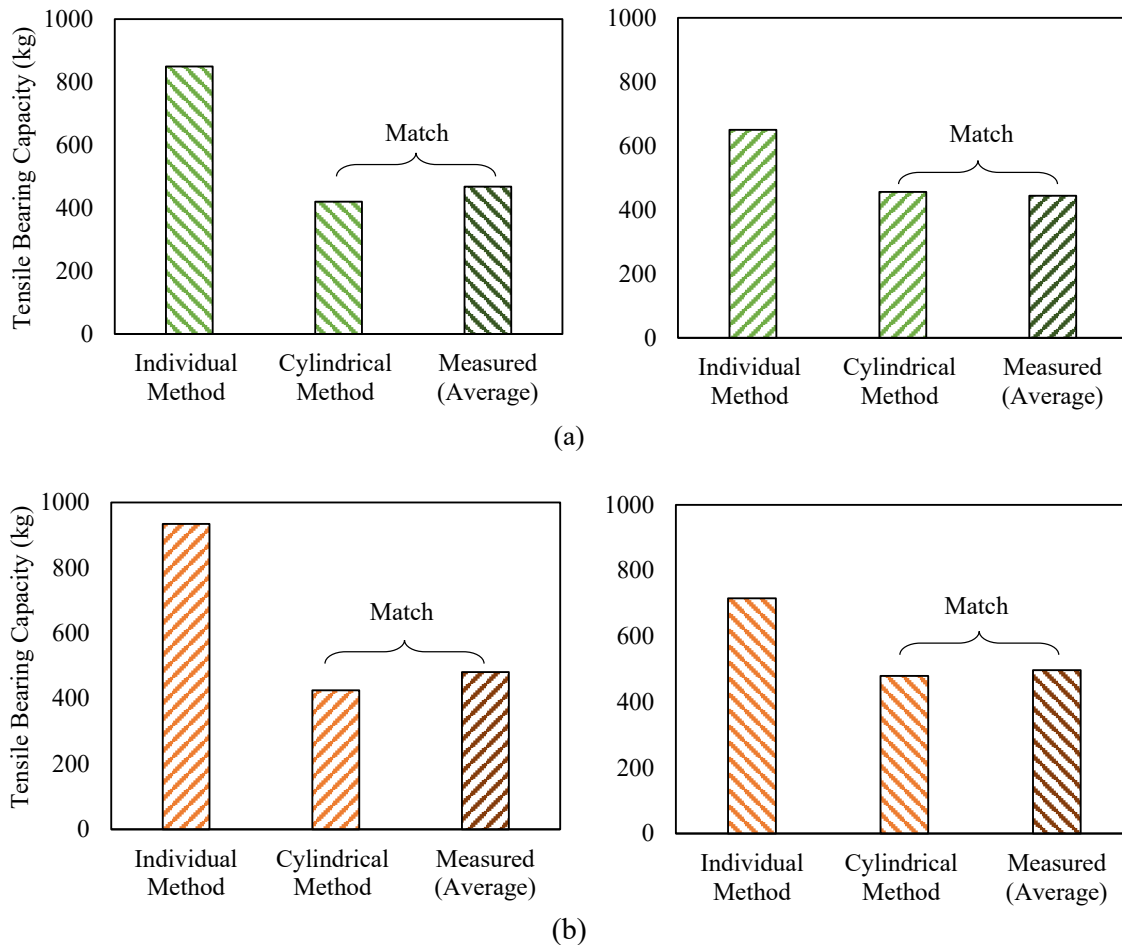 Tensile Bearing Capacity (kg)
1000
800
600
400
200
0
Match
Individual
Method
Cylindrical
Method
Measured
(Average)
1000
800
600
400
200
0
Match
Individual
Method
Cylindrical
Method
Measured
(Average)
(a)
Tensile Bearing Capacity (kg)
1000
800
600
400
200
0
Match
Individual
Method
Cylindrical
Method
Measured
(Average)
1000
800
600
400
200
0
Match
Individual
Method
Cylindrical
Method
Measured
(Average)
(b)